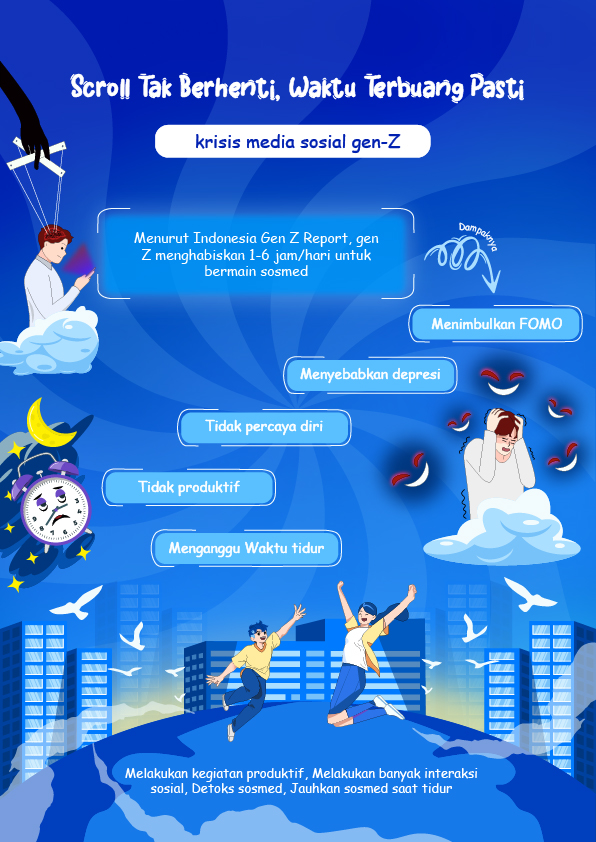 Scroll Tak Berhenti, Waktu Terbuang Pasti
krisis media sosial gen-Z
Menurut Indonesia Gen Z Report, gen
Z menghabiskan 1-6 jam/hari untuk
bermain sosmed
Dampaknya
Menimbulkan FOMO
Menyebabkan depresi
Tidak percaya diri
Tidak produktif
Menganggu Waktu tidur
Melakukan kegiatan produktif, Melakukan banyak interaksi
sosial, Detoks sosmed, Jauhkan sosmed saat tidur